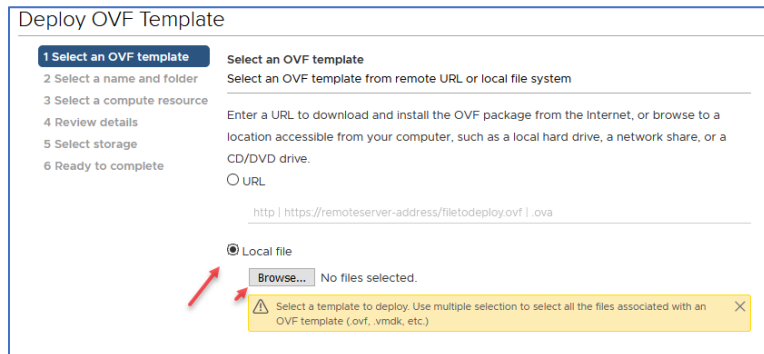 Deploy OVF Template
1 Select an OVF template
2 Select a name and folder
3 Select a compute resource
4 Review details
5 Select storage
6 Ready to complete
Select an OVF template
Select an OVF template from remote URL or local file system
Enter a URL to download and install the OVF package from the Internet, or browse to a
location accessible from your computer, such as a local hard drive, a network share, or a
CD/DVD drive.
URL
http | https://remoteserver-address/filetodeploy.ovf | .ova
Local file
Browse... No files selected.
Select a template to deploy. Use multiple selection to select all the files associated with an
OVF template (.ovf, .vmdk, etc.)